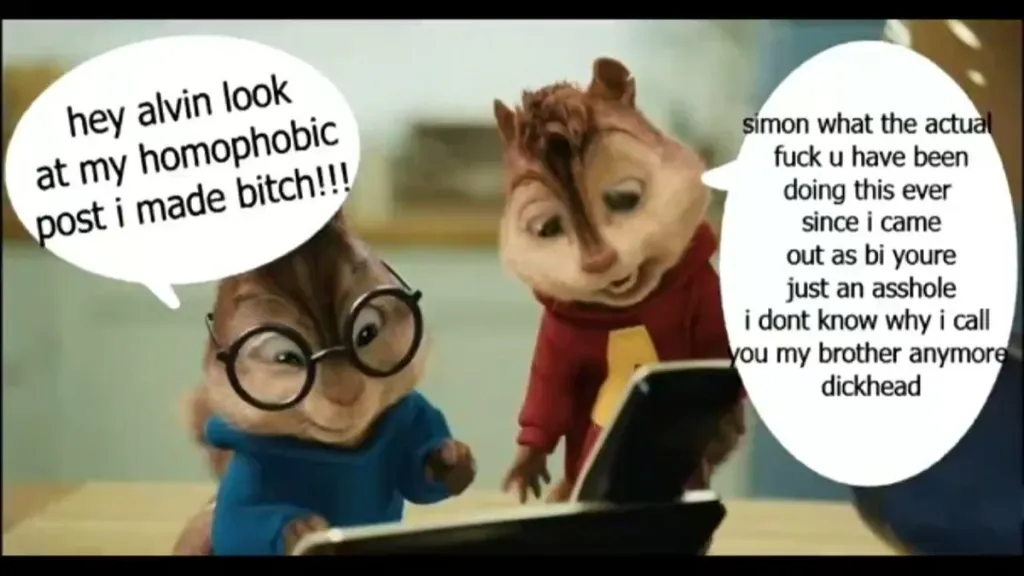 hey alvin look
at my homophobic
post i made bitch!!!
simon what the actual
fuck u have been
doing this ever
since i came
out as bi youre
just an asshole
i dont know why i call
you my brother anymore
dickhead